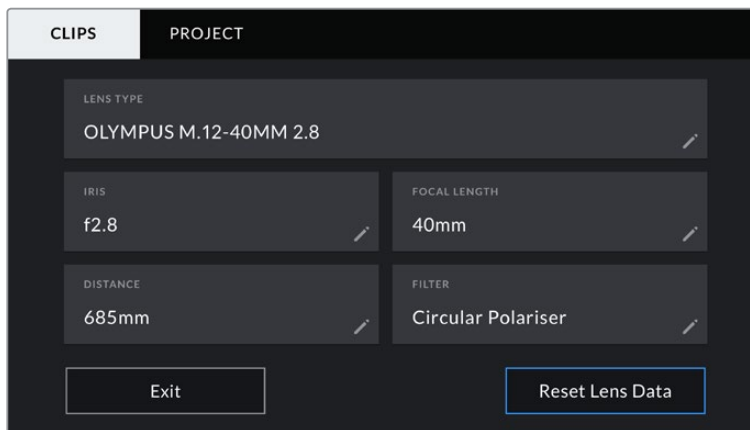 CLIPS PROJECT
LENS TYPE
OLYMPUS M.12-40MM 2.8
IRIS
f2.8
FOCAL LENGTH
40mm
DISTANCE
685mm
FILTER
Circular Polariser
Exit
Reset Lens Data